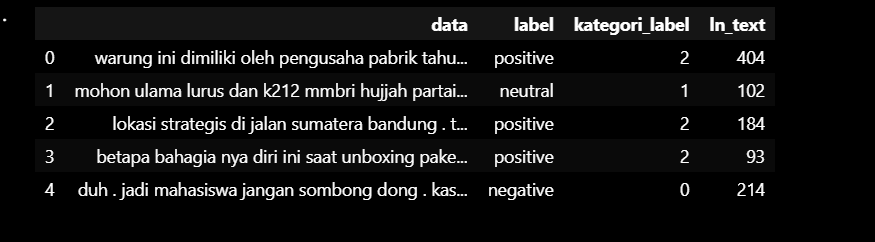 data label kategori_label ln_text
0 warung ini dimiliki oleh pengusaha pabrik tahu... positive 2 404
1 mohon ulama lurus dan k212 mmbri hujjah partai... neutral 1 102
2 lokasi strategis di jalan sumatera bandung . t... positive 2 184
3 betapa bahagia nya diri ini saat unboxing pake... positive 2 93
4 duh . jadi mahasiswa jangan sombong dong . kas... negative 0 214